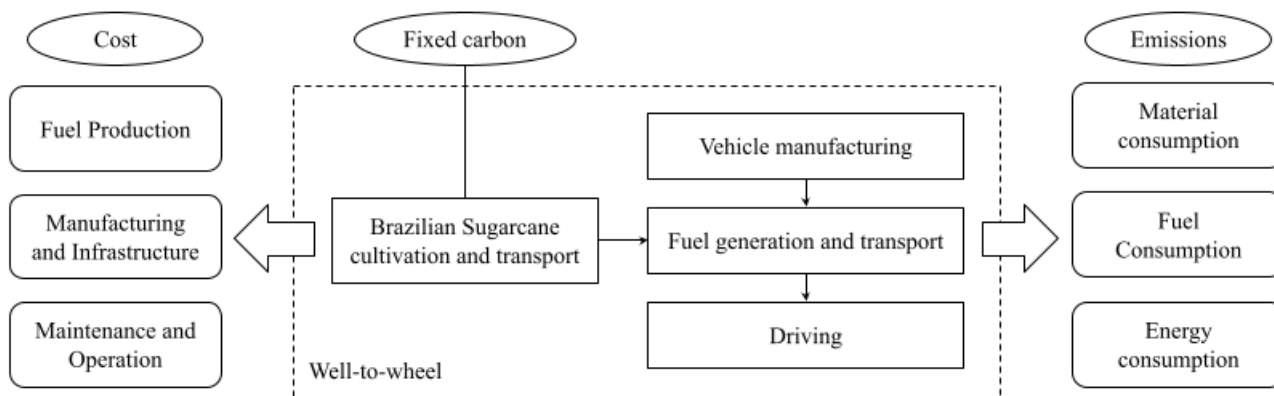 Cost
Fixed carbon
Emissions
Fuel Production
Manufacturing
and Infrastructure
Maintenance and
Operation
Brazilian Sugarcane
cultivation and transport
Vehicle manufacturing
Fuel generation and transport
Driving
Well-to-wheel
Material
consumption
Fuel
Consumption
Energy
consumption